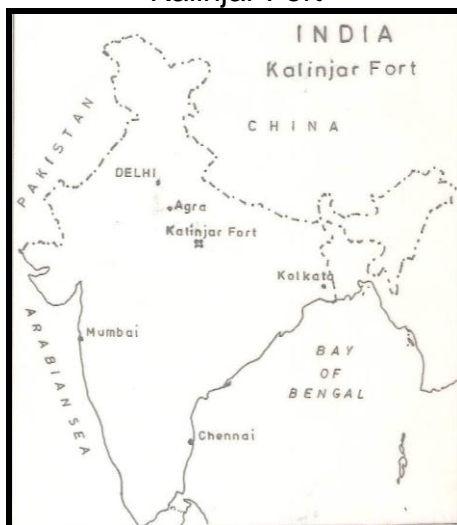 Kalinjar Fort
INDIA
Kalinjar Fort
CHINA
PAKISTAN
DELHI
Agra
Kalinjar Fort
Kolkata
Mumbai
ARABIAN SEA
BAY
OF
BENGAL
Chennai